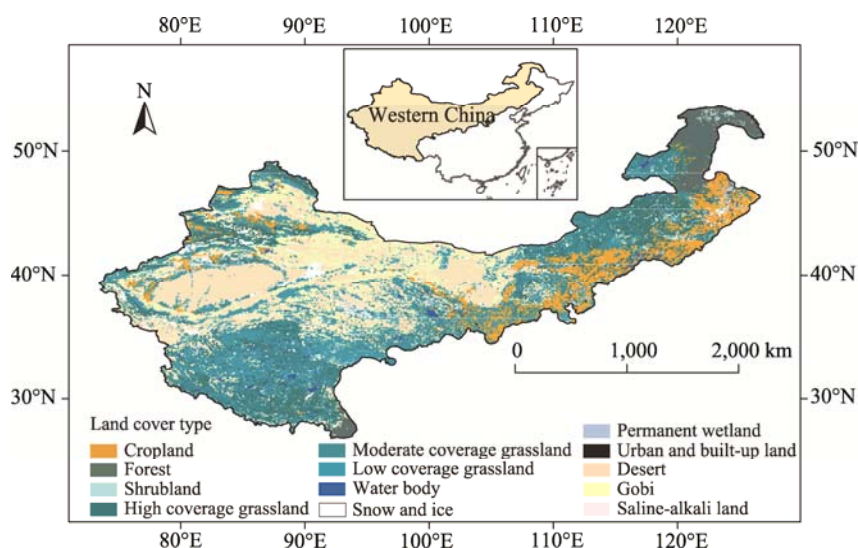 80°E 90°E 100°E 110°E 120°E
N
Western China
50°N 50°N
40°N 40°N
0 1,000 2,000 km
30°N 30°N
Land cover type
Cropland
Forest
Shrubland
High coverage grassland
Moderate coverage grassland
Low coverage grassland
Water body
Snow and ice
Permanent wetland
Urban and built-up land
Desert
Gobi
Saline-alkali land
80°E 90°E 100°E 110°E 120°E